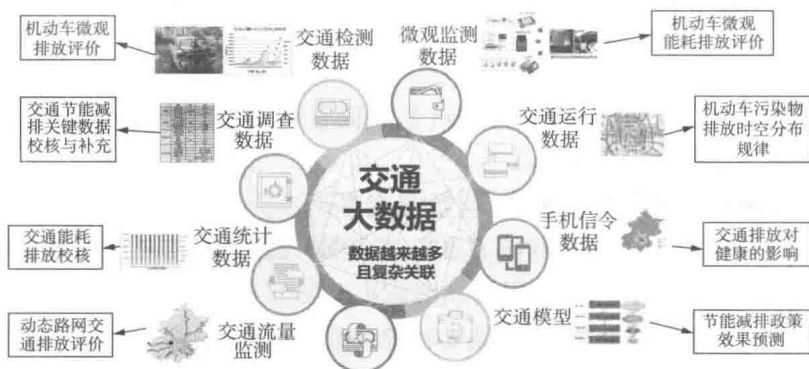 机动车微观
排放评价
交通检测
数据
微观监测
数据
机动车微观
能耗排放评价
交通节能减
排关键数据
校核与补充
交通调查
数据
交通运行
数据
机动车污染物
排放时空分布
规律
交通
大数据
数据越来越多
且复杂关联
交通能耗
排放校核
交通统计
数据
手机信令
数据
交通排放对
健康的影响
动态路网交
通排放评价
交通流量
监测
交通模型
节能减排政策
效果预测